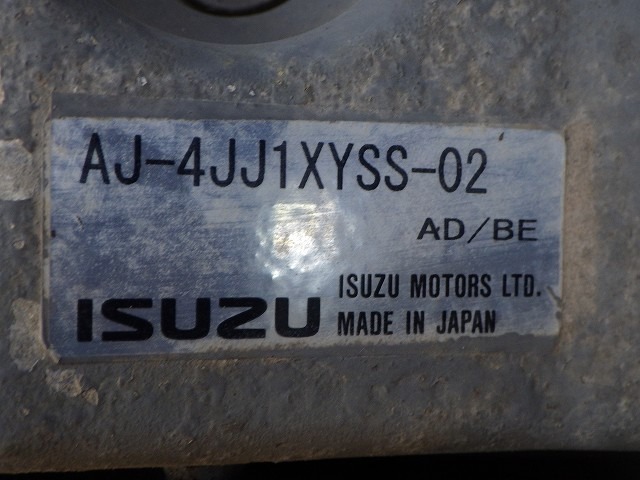 AJ-4JJ1XYSS-02
AD/BE
ISUZU
ISUZU MOTORS LTD.
MADE IN JAPAN